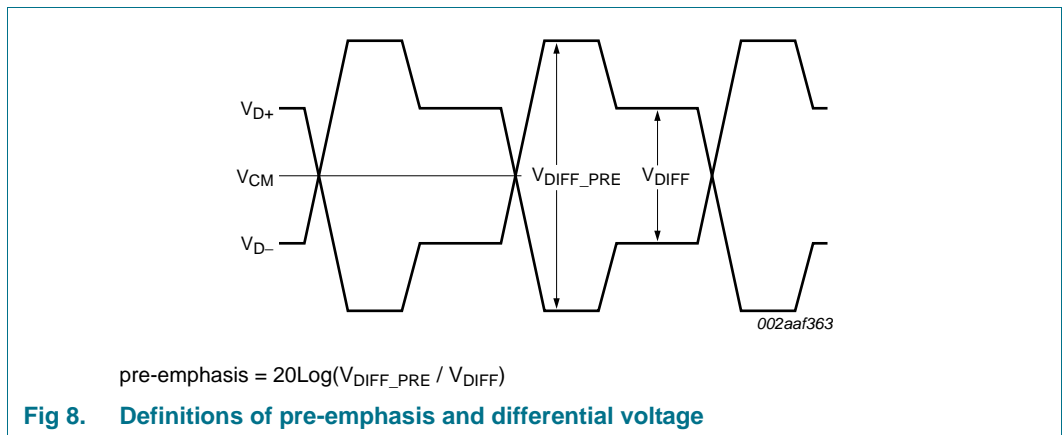 V_D+
V_CM
V_D–
V_DIFF_PRE
V_DIFF
002aaf363
pre-emphasis = 20Log(V_DIFF_PRE / V_DIFF)
Fig 8. Definitions of pre-emphasis and differential voltage